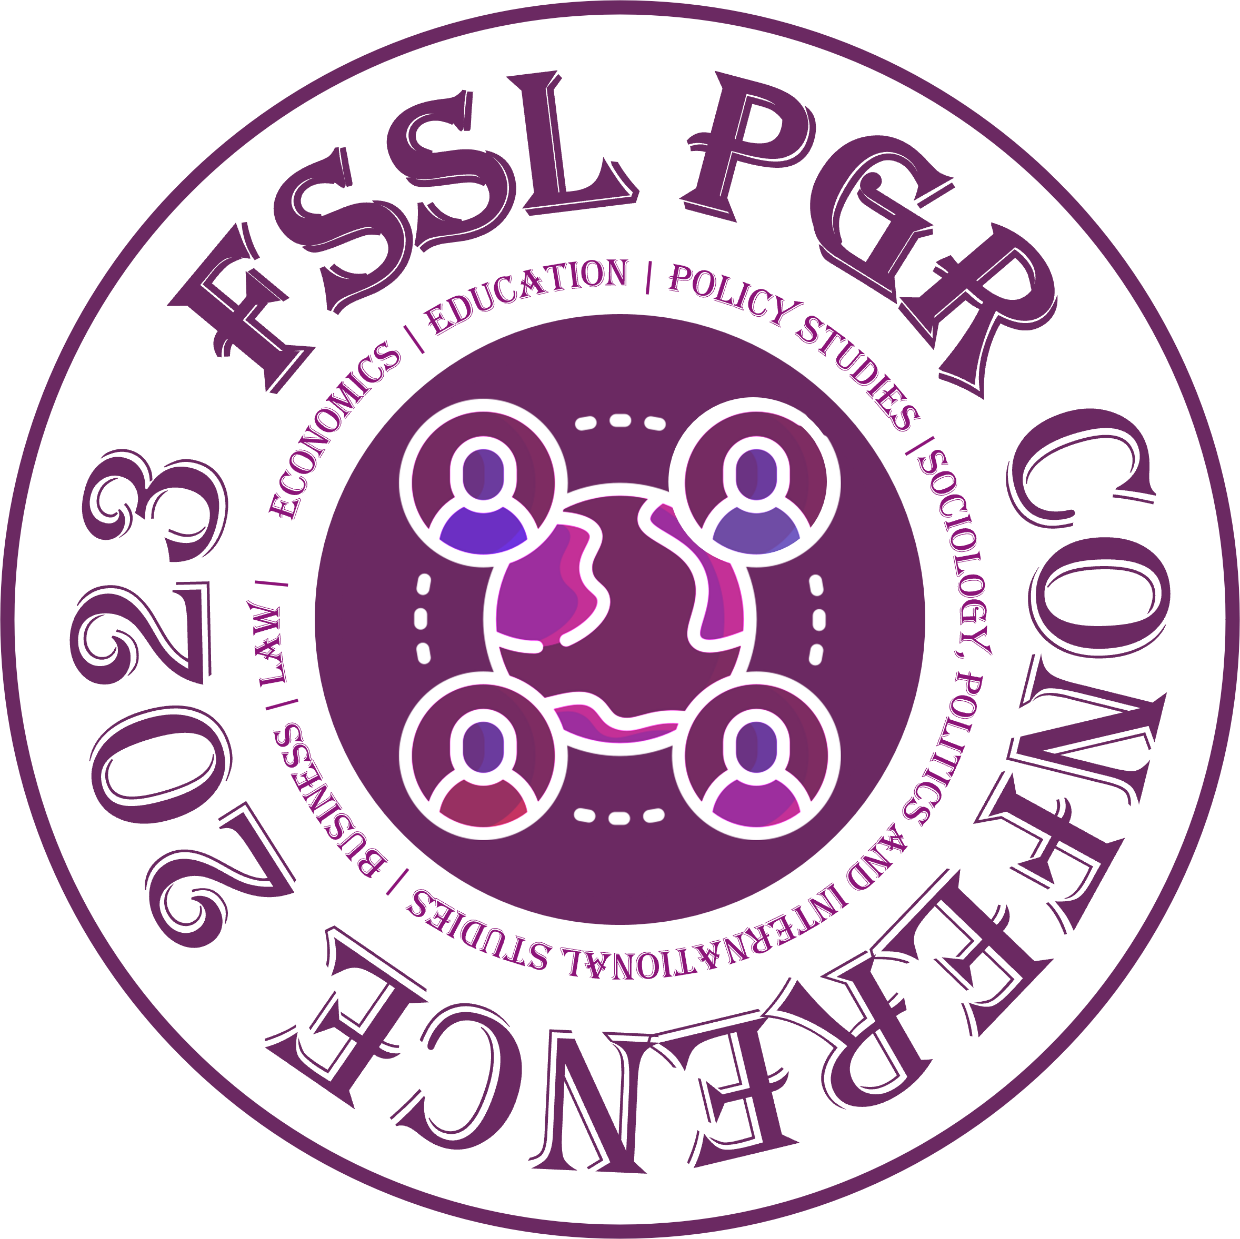 FSSL PGR CONFERENCE 2023
ECONOMICS | EDUCATION | POLICY STUDIES |SOCIOLOGY, POLITICS AND INTERNATIONAL STUDIES | BUSINESS | LAW |